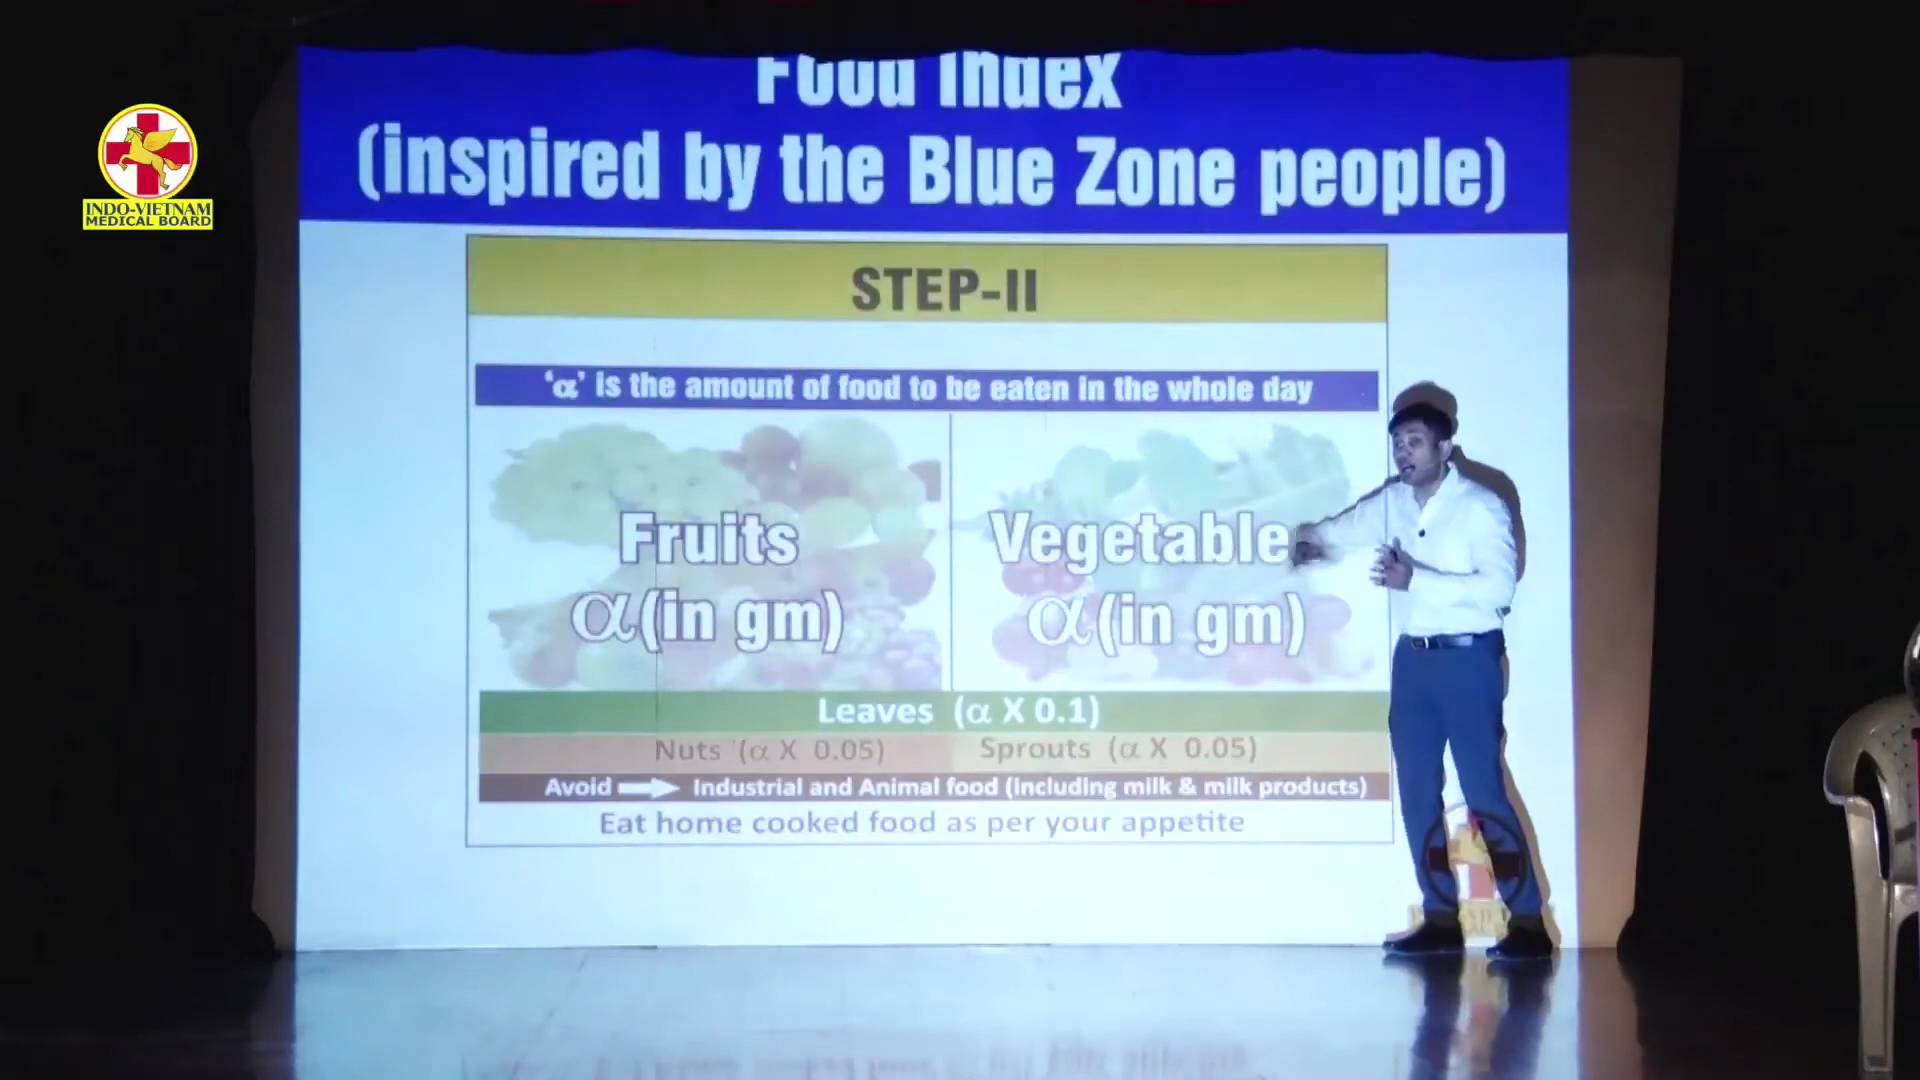 INDO-VIETNAM
MEDICAL BOARD
Food Index
(inspired by the Blue Zone people)
STEP-II
'α' is the amount of food to be eaten in the whole day
Fruits
α(in gm)
Vegetable
α(in gm)
Leaves (α X 0.1)
Nuts (α X 0.05)
Sprouts (α X 0.05)
Avoid → Industrial and Animal food (including milk & milk products)
Eat home cooked food as per your appetite